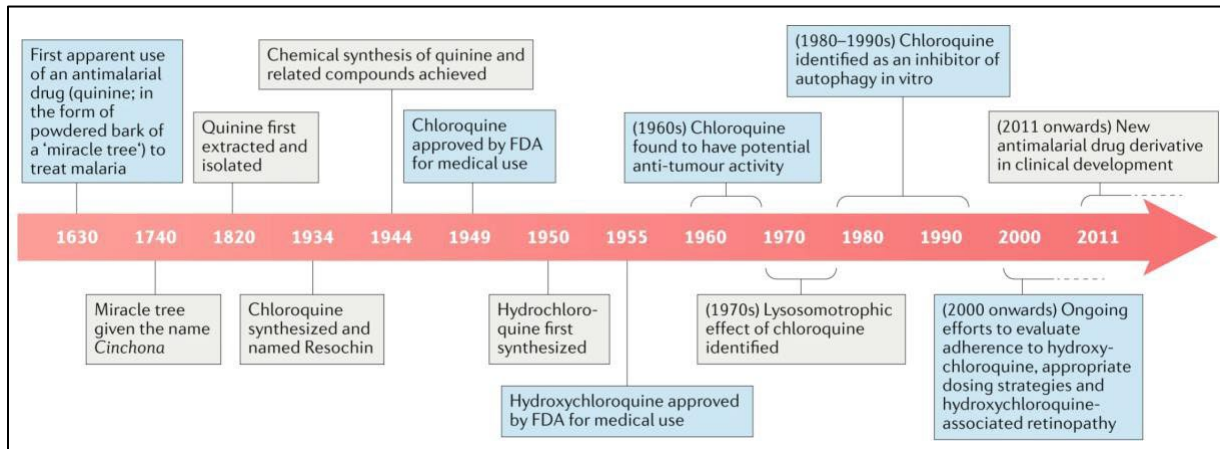 First apparent use
of an antimalarial
drug (quinine; in
the form of
powdered bark of
a ‘miracle tree’) to
treat malaria
Quinine first
extracted and
isolated
Chemical synthesis of quinine and
related compounds achieved
Chloroquine
approved by FDA
for medical use
(1960s) Chloroquine
found to have potential
anti-tumour activity
(1980–1990s) Chloroquine
identified as an inhibitor of
autophagy in vitro
(2011 onwards) New
antimalarial drug derivative
in clinical development
1630 1740 1820 1934 1944 1949 1950 1955 1960 1970 1980 1990 2000 2011
Miracle tree
given the name
Cinchona
Chloroquine
synthesized and
named Resochin
Hydrochloro-
quine first
synthesized
Hydroxychloroquine approved
by FDA for medical use
(1970s) Lysosomotrophic
effect of chloroquine
identified
(2000 onwards) Ongoing
efforts to evaluate
adherence to hydroxy-
chloroquine, appropriate
dosing strategies and
hydroxychloroquine-
associated retinopathy